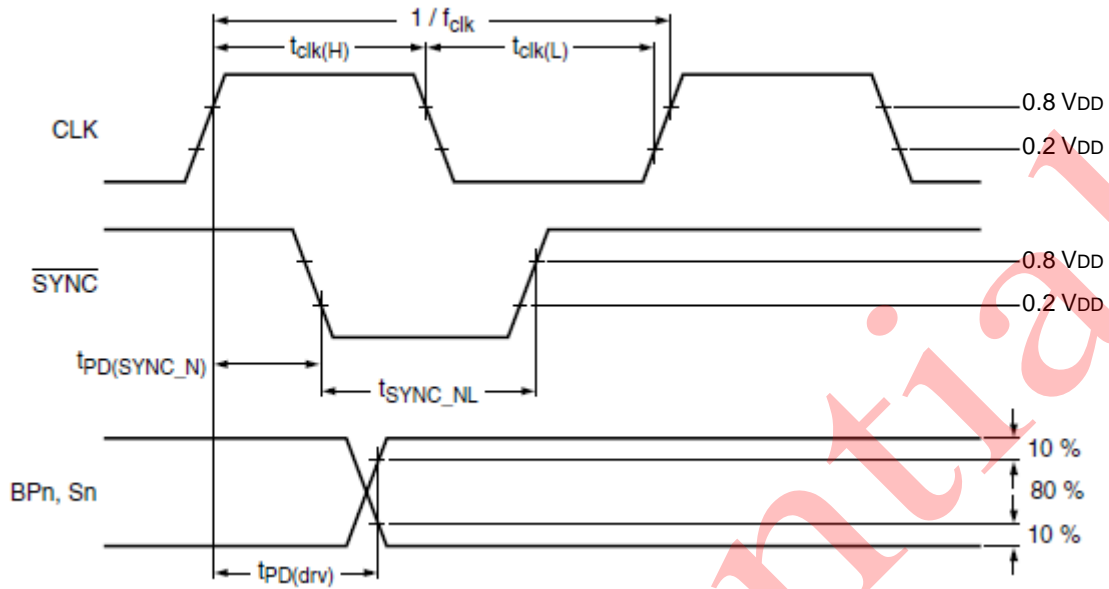 1 / fclk
tclk(H)
tclk(L)
CLK
0.8 VDD
0.2 VDD
SYNC
0.8 VDD
0.2 VDD
tPD(SYNC_N)
tSYNC_NL
BPn, Sn
10 %
80 %
10 %
tPD(drv)
ntial